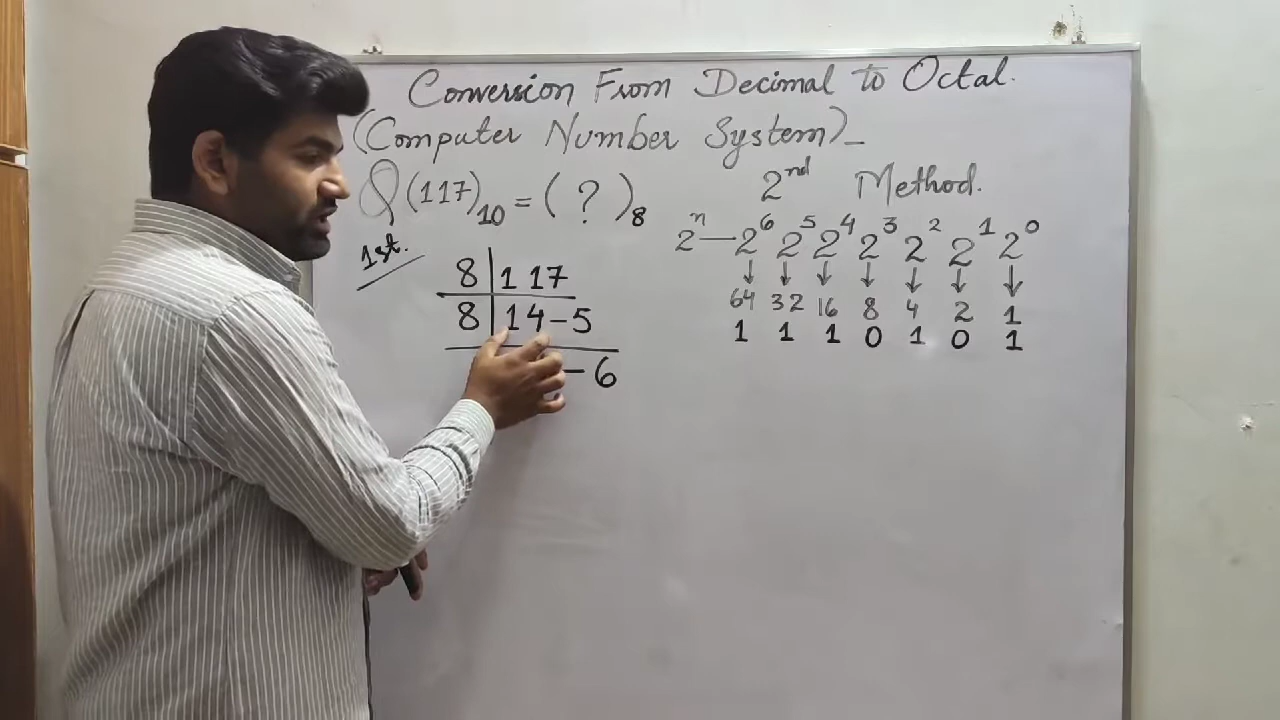 Conversion From Decimal to Octal.
(Computer Number System)_
Q (117)10 = ( ? )8
1st.
8 | 117
8 | 14 - 5
- 6
2nd Method.
2^n — 2^6 2^5 2^4 2^3 2^2 2^1 2^0
↓ ↓ ↓ ↓ ↓ ↓ ↓
64 32 16 8 4 2 1
1 1 1 0 1 0 1